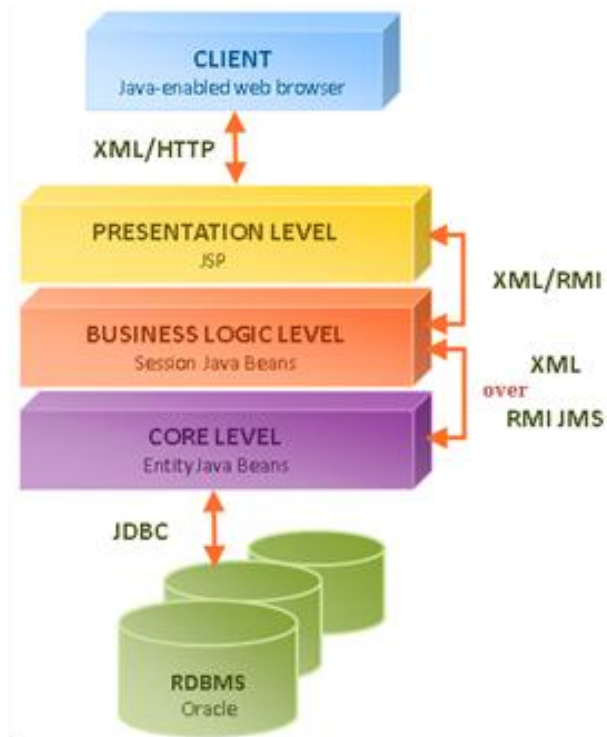 CLIENT
Java-enabled web browser
XML/HTTP
PRESENTATION LEVEL
JSP
XML/RMI
BUSINESS LOGIC LEVEL
Session Java Beans
XML
over
RMI JMS
CORE LEVEL
Entity Java Beans
JDBC
RDBMS
Oracle